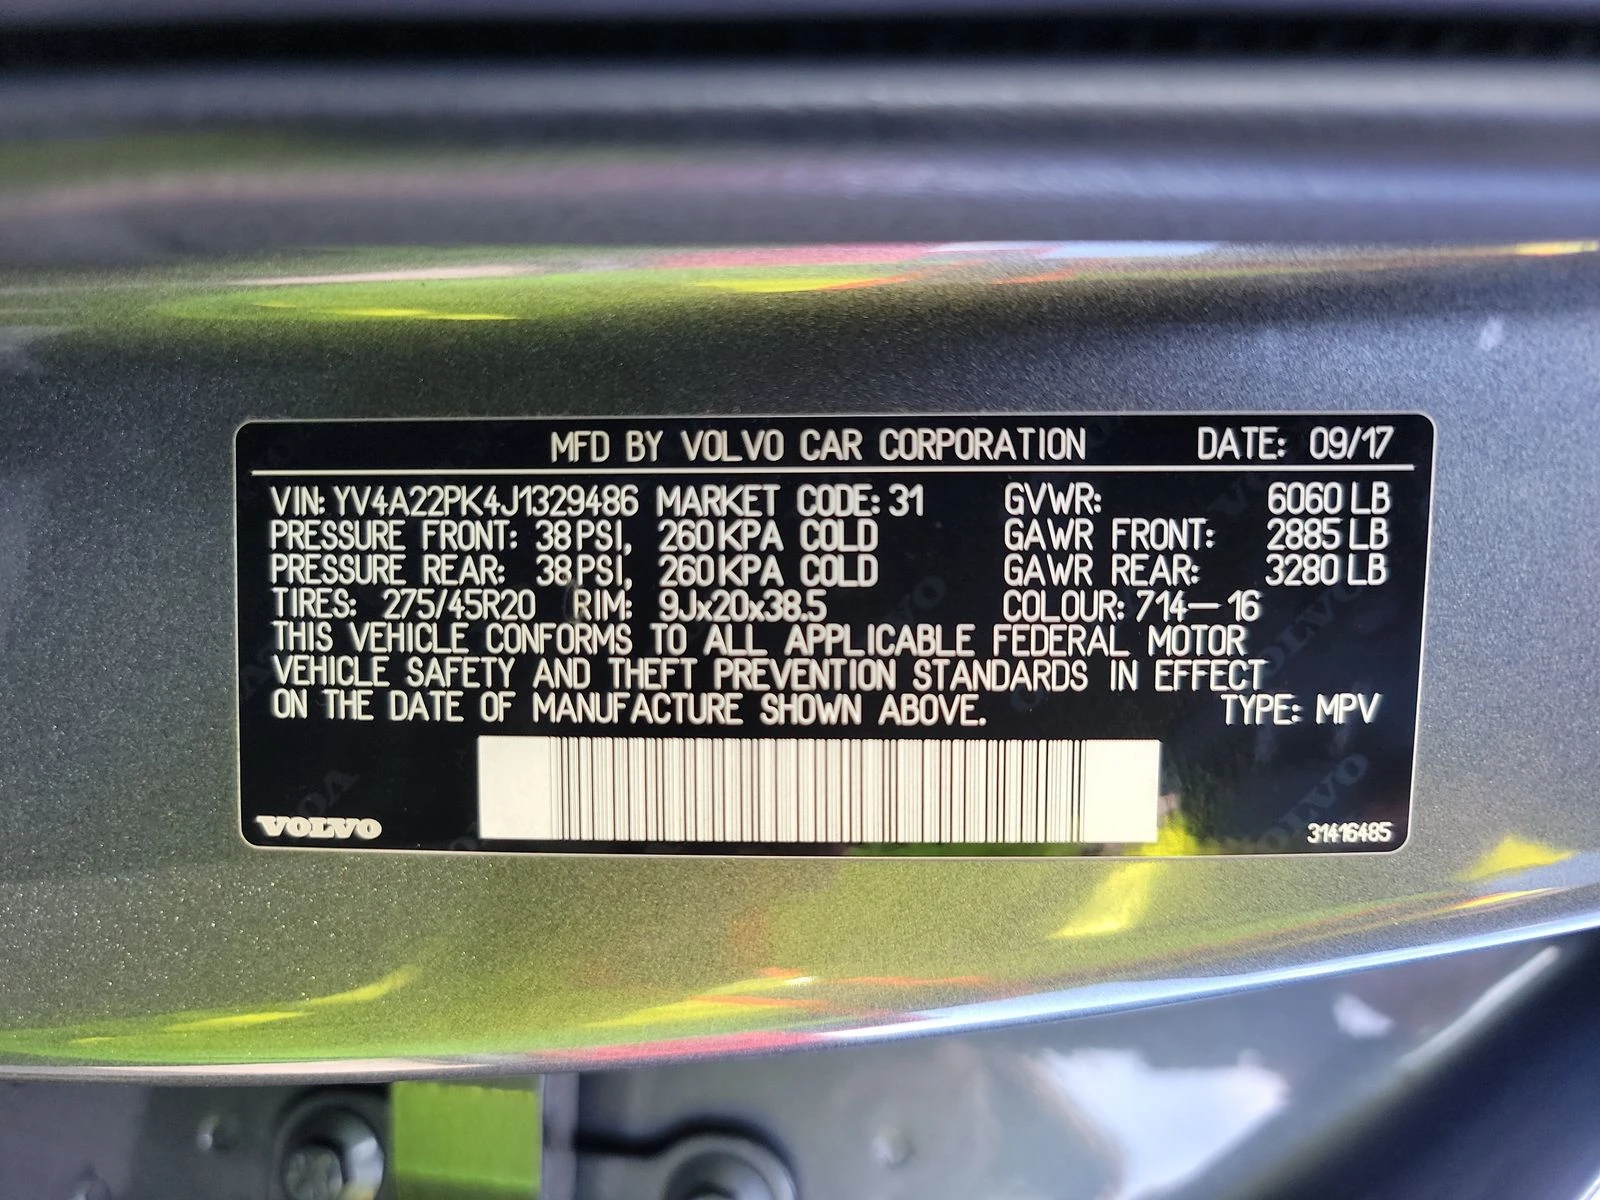 MFD BY VOLVO CAR CORPORATION DATE: 09/17
VIN: YV4A22PK4J1329486 MARKET CODE: 31 GVWR: 6060 LB
PRESSURE FRONT: 38 PSI, 260 KPA COLD GAWR FRONT: 2885 LB
PRESSURE REAR: 38 PSI, 260 KPA COLD GAWR REAR: 3280 LB
TIRES: 275/45R20 RIM: 9Jx20x38.5 COLOUR: 714-16
THIS VEHICLE CONFORMS TO ALL APPLICABLE FEDERAL MOTOR
VEHICLE SAFETY AND THEFT PREVENTION STANDARDS IN EFFECT
ON THE DATE OF MANUFACTURE SHOWN ABOVE. TYPE: MPV
VOLVO 31416485